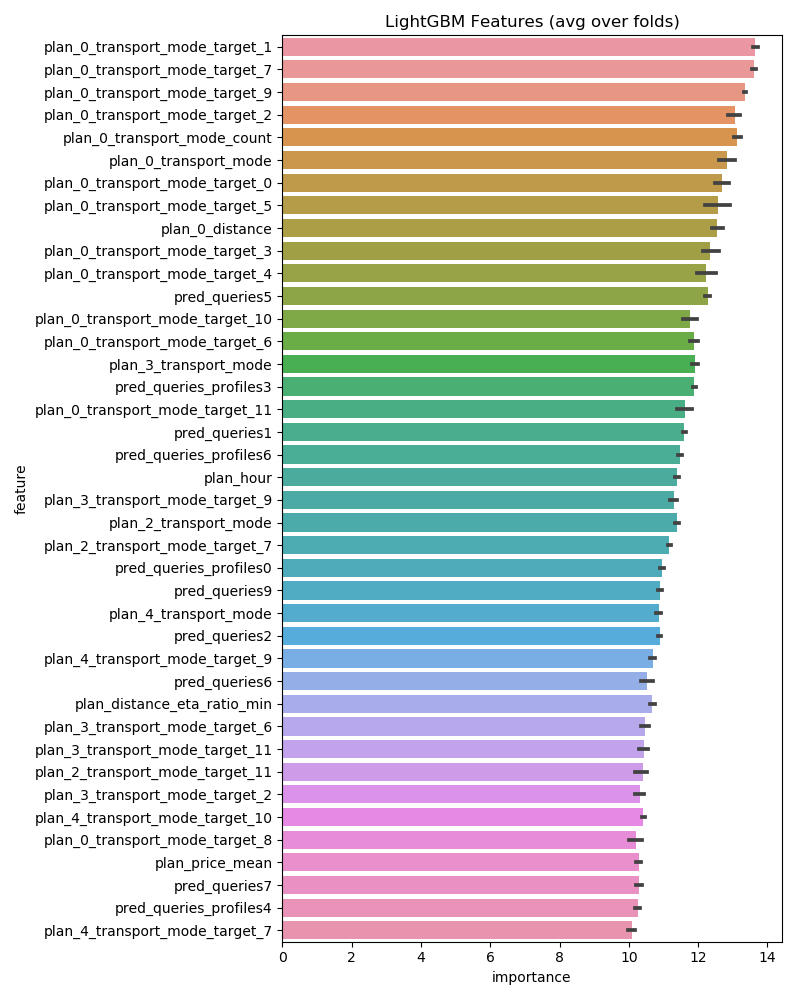 LightGBM Features (avg over folds)
plan_0_transport_mode_target_1
plan_0_transport_mode_target_7
plan_0_transport_mode_target_9
plan_0_transport_mode_target_2
plan_0_transport_mode_count
plan_0_transport_mode
plan_0_transport_mode_target_0
plan_0_transport_mode_target_5
plan_0_distance
plan_0_transport_mode_target_3
plan_0_transport_mode_target_4
pred_queries5
plan_0_transport_mode_target_10
plan_0_transport_mode_target_6
plan_3_transport_mode
pred_queries_profiles3
plan_0_transport_mode_target_11
pred_queries1
pred_queries_profiles6
plan_hour
plan_3_transport_mode_target_9
plan_2_transport_mode
plan_2_transport_mode_target_7
pred_queries_profiles0
pred_queries9
plan_4_transport_mode
pred_queries2
plan_4_transport_mode_target_9
pred_queries6
plan_distance_eta_ratio_min
plan_3_transport_mode_target_6
plan_3_transport_mode_target_11
plan_2_transport_mode_target_11
plan_3_transport_mode_target_2
plan_4_transport_mode_target_10
plan_0_transport_mode_target_8
plan_price_mean
pred_queries7
pred_queries_profiles4
plan_4_transport_mode_target_7
feature
0 2 4 6 8 10 12 14
importance